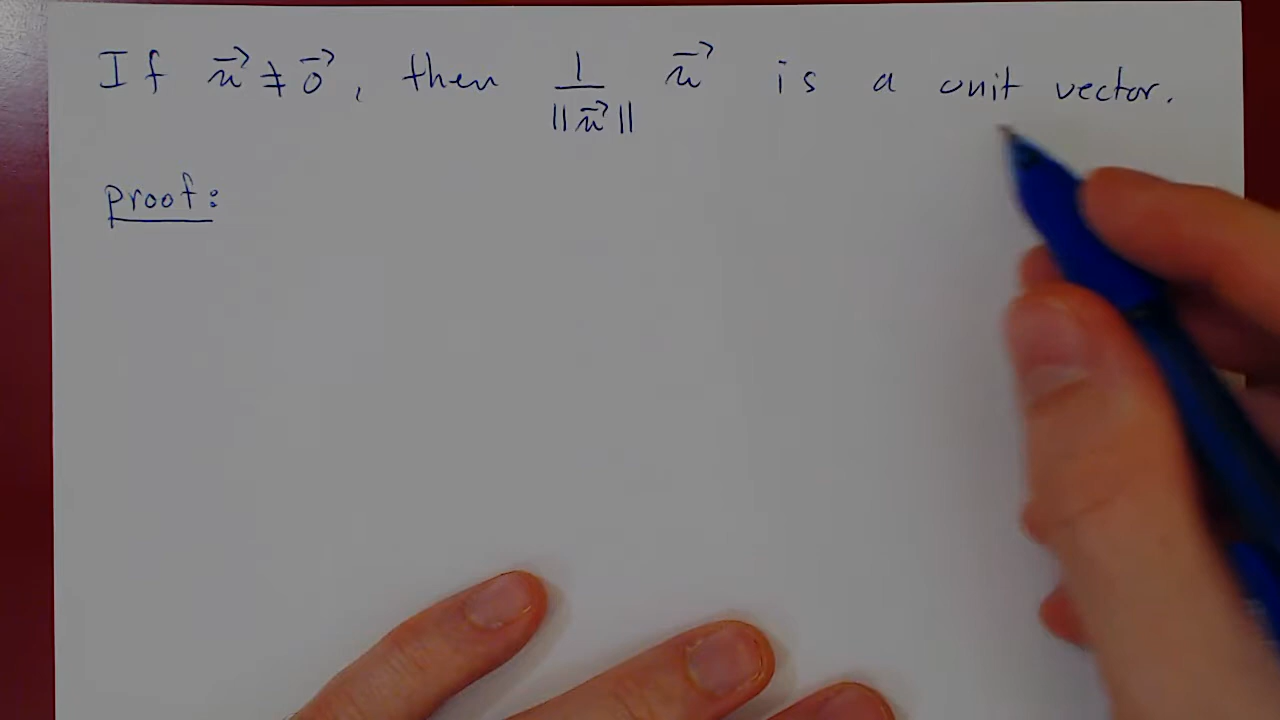 If u⃗ ≠ 0⃗, then 1/‖u⃗‖ u⃗ is a unit vector.
proof: